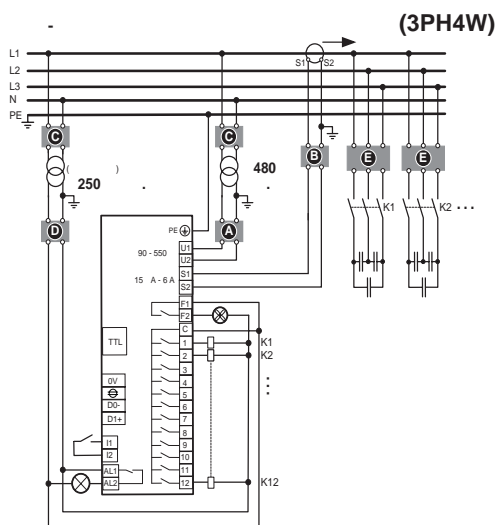 -
(3PH4W)
L1
S1 S2
L2
L3
N
PE
C
C
B
E
E
( )
250 .
480
.
K1
K2 ...
D
A
PE
90 - 550
U1
U2
15 A - 6 A
S1
S2
F1
F2
TTL
C
1
K1
2
K2
3
4
0V
5
D0-
6
D1+
7
8
I1
9
I2
10
AL1
11
AL2
12
K12